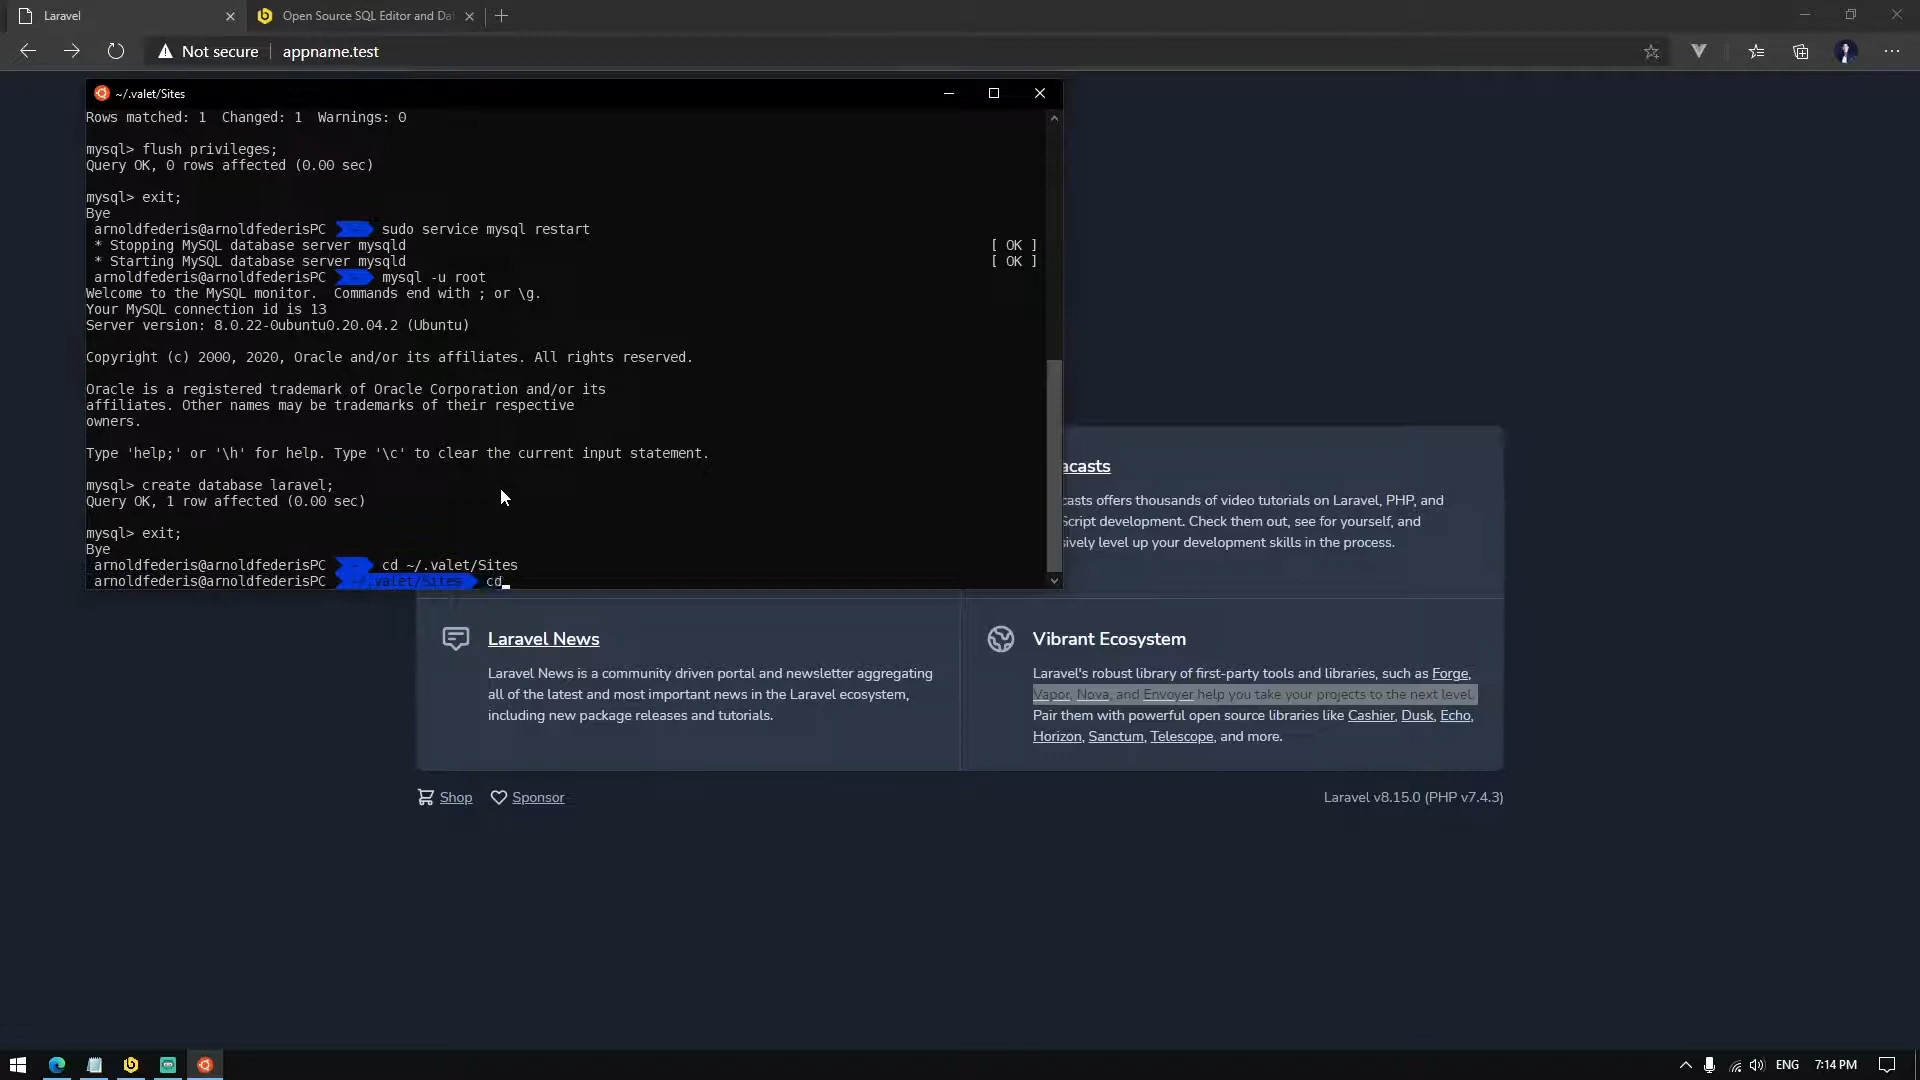 Laravel
Open Source SQL Editor and Da
Not secure
appname.test
~/.valet/Sites
Rows matched: 1  Changed: 1  Warnings: 0
mysql> flush privileges;
Query OK, 0 rows affected (0.00 sec)
mysql> exit;
Bye
arnoldfederis@arnoldfederisPC ~ sudo service mysql restart
* Stopping MySQL database server mysqld [ OK ]
* Starting MySQL database server mysqld [ OK ]
arnoldfederis@arnoldfederisPC ~ mysql -u root
Welcome to the MySQL monitor.  Commands end with ; or \g.
Your MySQL connection id is 13
Server version: 8.0.22-0ubuntu0.20.04.2 (Ubuntu)
Copyright (c) 2000, 2020, Oracle and/or its affiliates. All rights reserved.
Oracle is a registered trademark of Oracle Corporation and/or its
affiliates. Other names may be trademarks of their respective
owners.
Type 'help;' or '\h' for help. Type '\c' to clear the current input statement.
mysql> create database laravel;
Query OK, 1 row affected (0.00 sec)
mysql> exit;
Bye
arnoldfederis@arnoldfederisPC ~ cd ~/.valet/Sites
arnoldfederis@arnoldfederisPC ~/.valet/Sites cd
acasts
casts offers thousands of video tutorials on Laravel, PHP, and
Script development. Check them out, see for yourself, and
sively level up your development skills in the process.
Laravel News
Laravel News is a community driven portal and newsletter aggregating
all of the latest and most important news in the Laravel ecosystem,
including new package releases and tutorials.
Vibrant Ecosystem
Laravel's robust library of first-party tools and libraries, such as Forge,
Vapor, Nova, and Envoyer help you take your projects to the next level.
Pair them with powerful open source libraries like Cashier, Dusk, Echo,
Horizon, Sanctum, Telescope, and more.
Shop
Sponsor
Laravel v8.15.0 (PHP v7.4.3)
ENG
7:14 PM